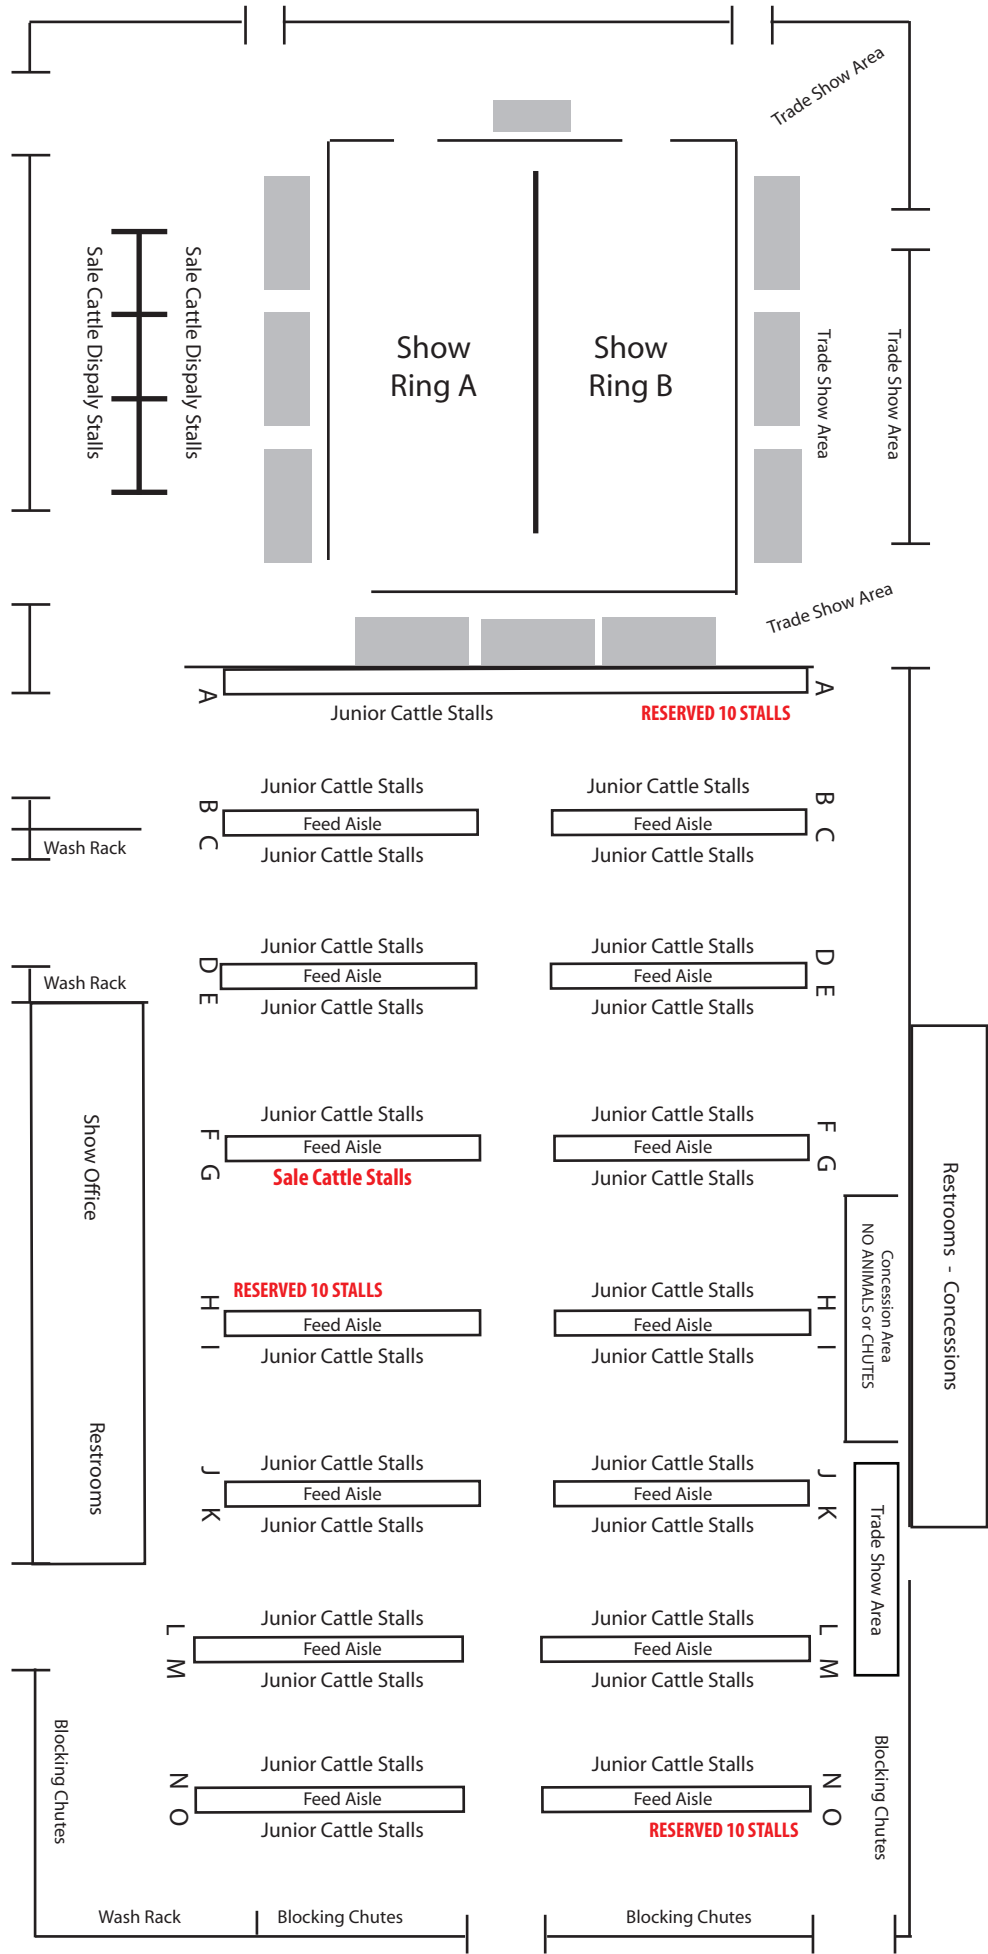 Trade Show Area
Sale Cattle Dispaly Stalls
Sale Cattle Dispaly Stalls
Show
Ring A
Show
Ring B
Trade Show Area
Trade Show Area
Trade Show Area
A
A
Junior Cattle Stalls
RESERVED 10 STALLS
Junior Cattle Stalls
Junior Cattle Stalls
B
B
Feed Aisle
Feed Aisle
C
C
Wash Rack
Junior Cattle Stalls
Junior Cattle Stalls
Junior Cattle Stalls
Junior Cattle Stalls
D
D
Wash Rack
Feed Aisle
Feed Aisle
E
E
Junior Cattle Stalls
Junior Cattle Stalls
Show Office
Junior Cattle Stalls
Junior Cattle Stalls
F
F
Feed Aisle
Feed Aisle
G
G
Sale Cattle Stalls
Junior Cattle Stalls
Restrooms - Concessions
Concession Area
NO ANIMALS or CHUTES
RESERVED 10 STALLS
Junior Cattle Stalls
H
H
Feed Aisle
Feed Aisle
I
I
Junior Cattle Stalls
Junior Cattle Stalls
Restrooms
Junior Cattle Stalls
Junior Cattle Stalls
J
J
Feed Aisle
Feed Aisle
K
K
Junior Cattle Stalls
Junior Cattle Stalls
Trade Show Area
Junior Cattle Stalls
Junior Cattle Stalls
L
L
Feed Aisle
Feed Aisle
M
M
Junior Cattle Stalls
Junior Cattle Stalls
Blocking Chutes
Blocking Chutes
Junior Cattle Stalls
Junior Cattle Stalls
N
N
Feed Aisle
Feed Aisle
O
O
Junior Cattle Stalls
RESERVED 10 STALLS
Wash Rack
Blocking Chutes
Blocking Chutes